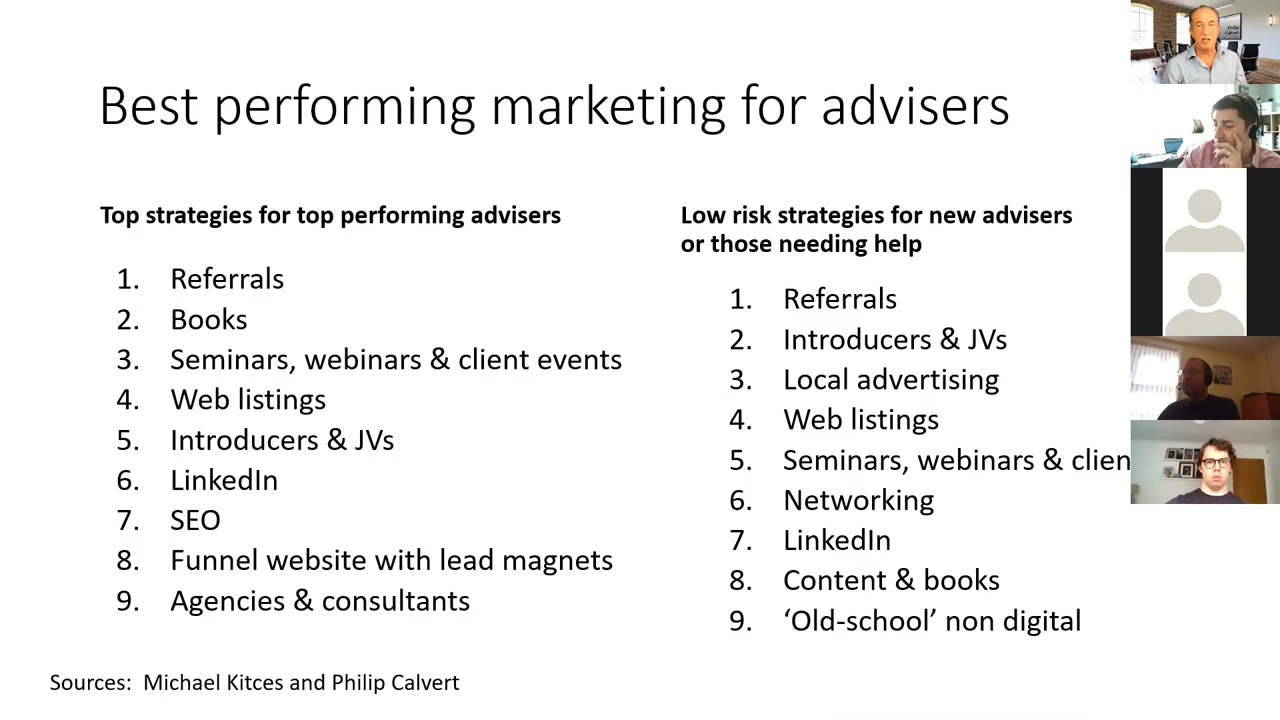 Best performing marketing for advisers
Top strategies for top performing advisers
1. Referrals
2. Books
3. Seminars, webinars & client events
4. Web listings
5. Introducers & JVs
6. LinkedIn
7. SEO
8. Funnel website with lead magnets
9. Agencies & consultants
Low risk strategies for new advisers
or those needing help
1. Referrals
2. Introducers & JVs
3. Local advertising
4. Web listings
5. Seminars, webinars & clien
6. Networking
7. LinkedIn
8. Content & books
9. ‘Old-school’ non digital
Sources: Michael Kitces and Philip Calvert
Philip
Calvert